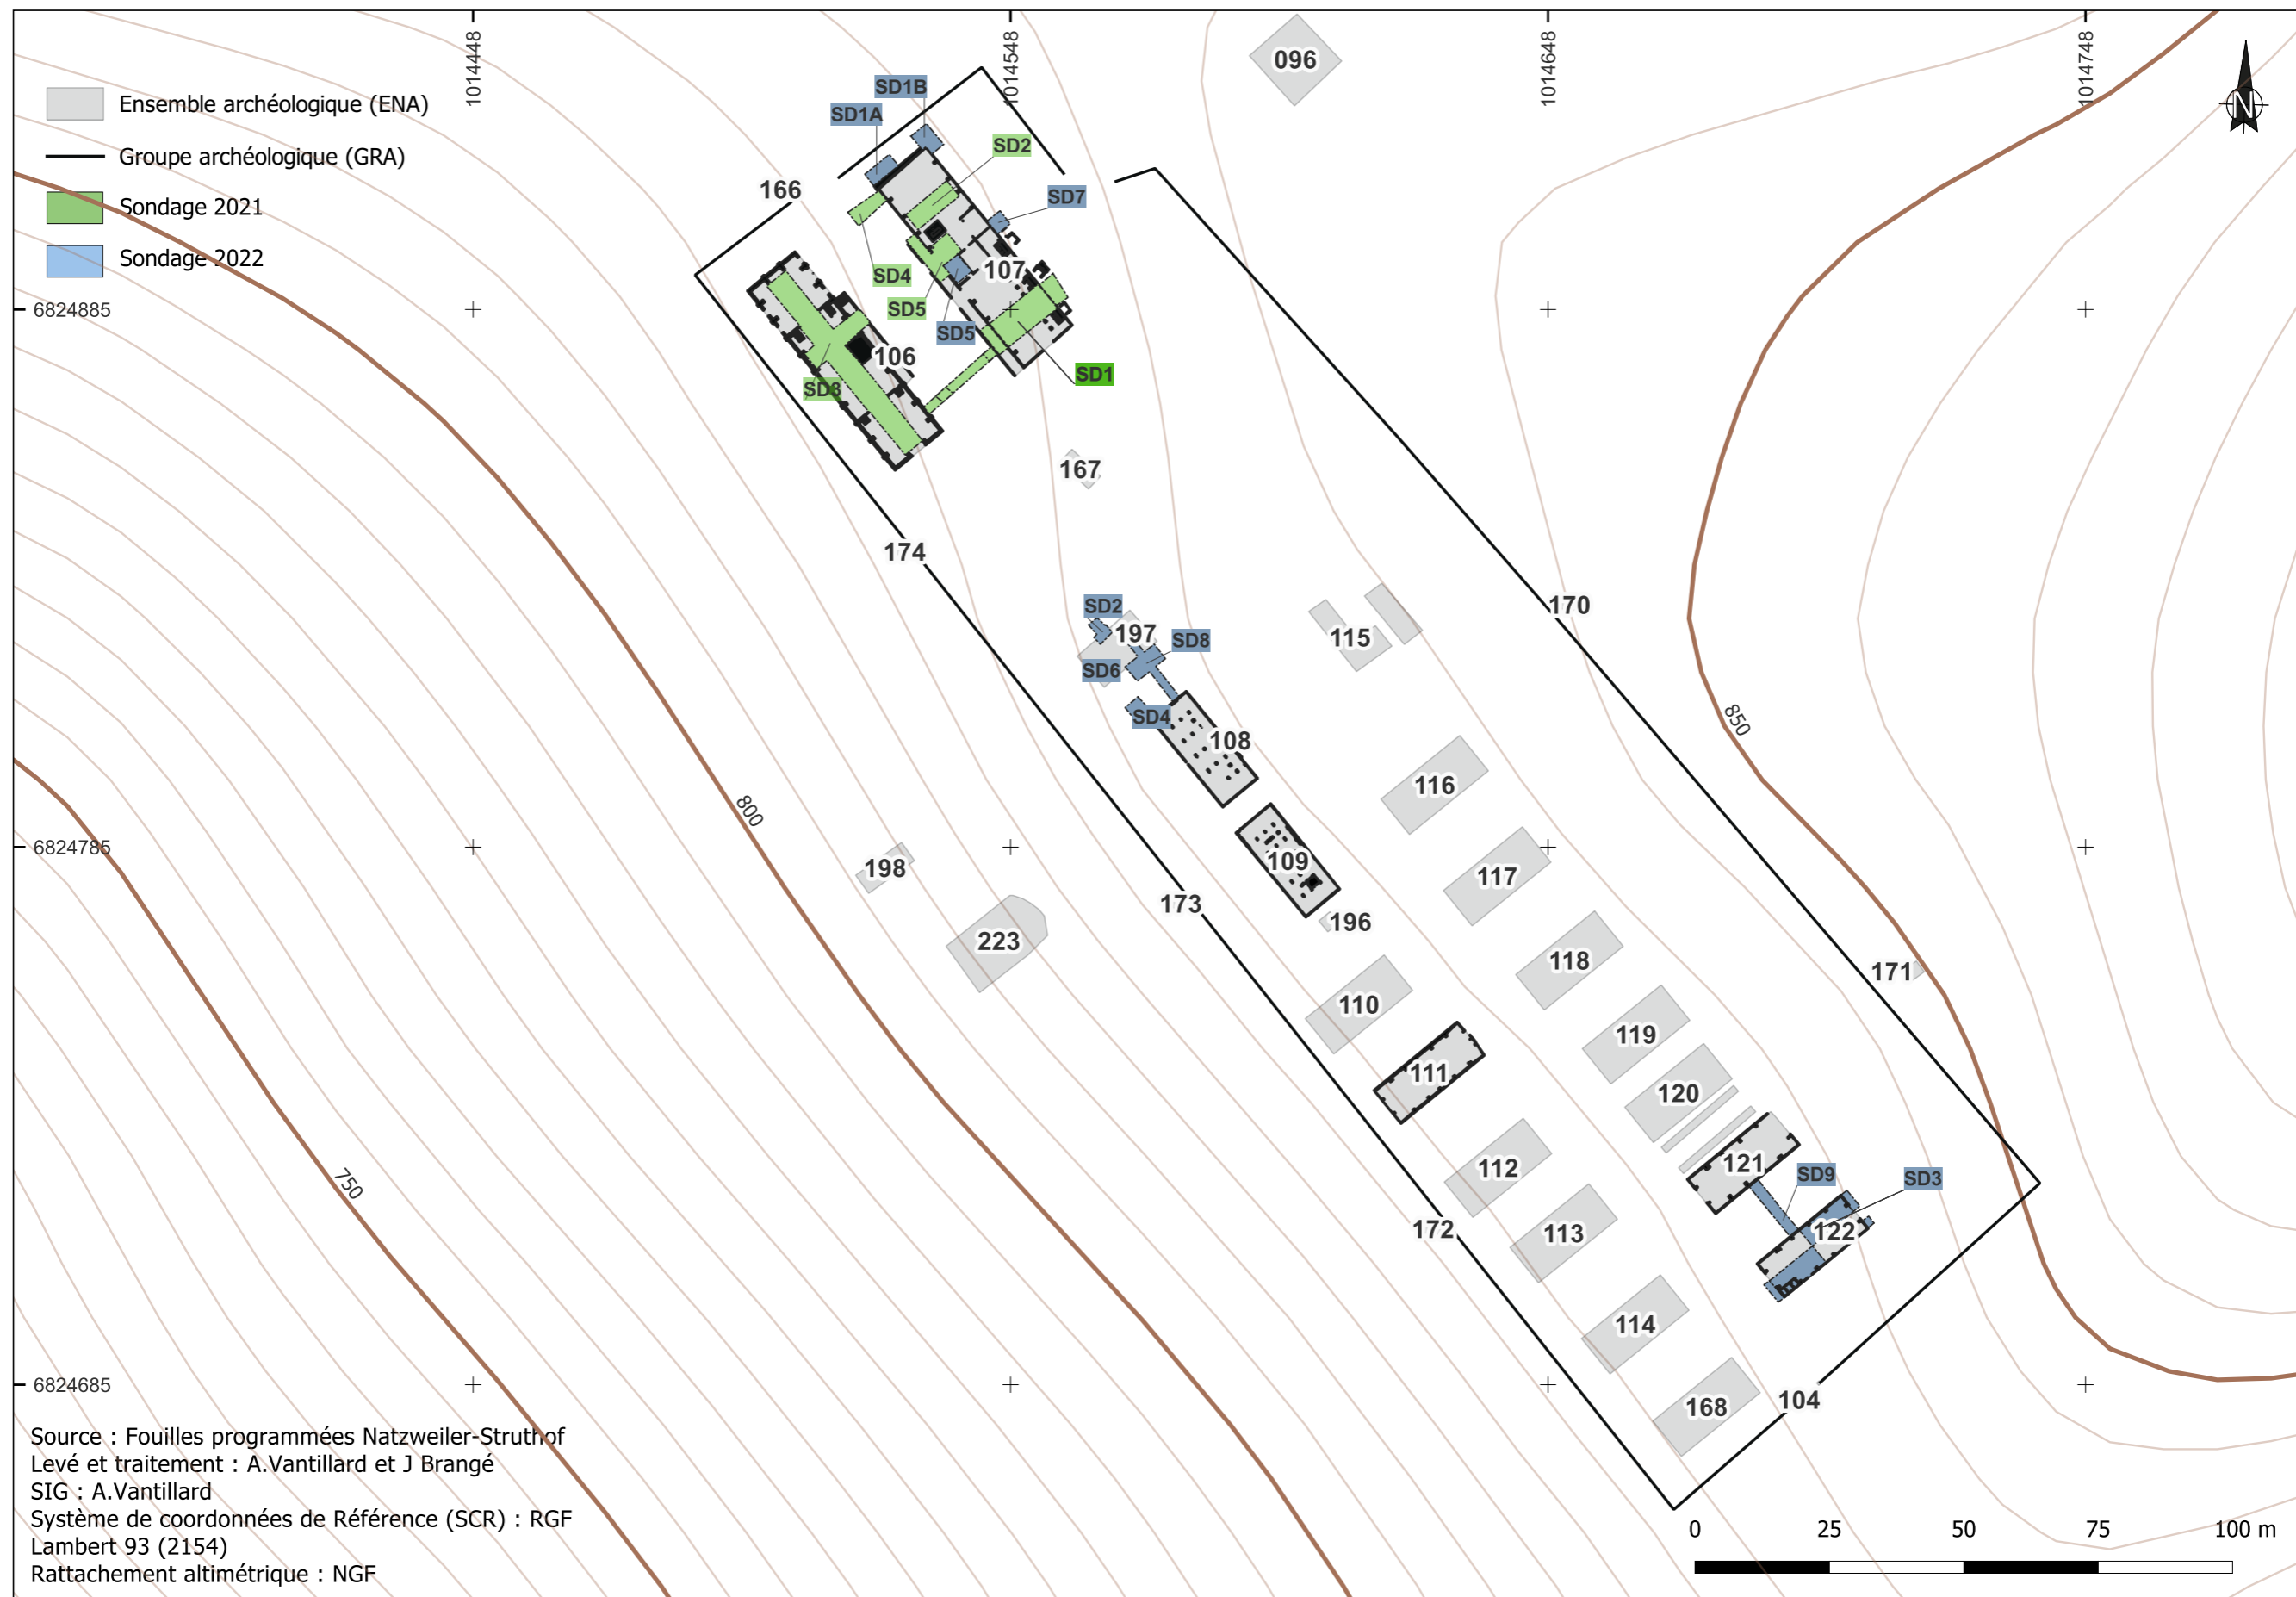 1014448
1014548
1014648
1014748
096
N
Ensemble archéologique (ENA)
Groupe archéologique (GRA)
Sondage 2021
Sondage 2022
SD1B
SD1A
SD2
166
SD7
SD4
107
SD5
SD5
6824885
106
SD1
SD3
167
174
170
SD2
197
SD8
115
SD6
SD4
850
108
116
800
6824785
109
198
117
173
196
223
118
171
110
119
111
120
121
112
SD9
SD3
750
172
113
122
114
6824685
104
168
Source : Fouilles programmées Natzweiler-Struthof
Levé et traitement : A.Vantillard et J Brangé
SIG : A.Vantillard
Système de coordonnées de Référence (SCR) : RGF
Lambert 93 (2154)
Rattachement altimétrique : NGF
0 25 50 75 100 m